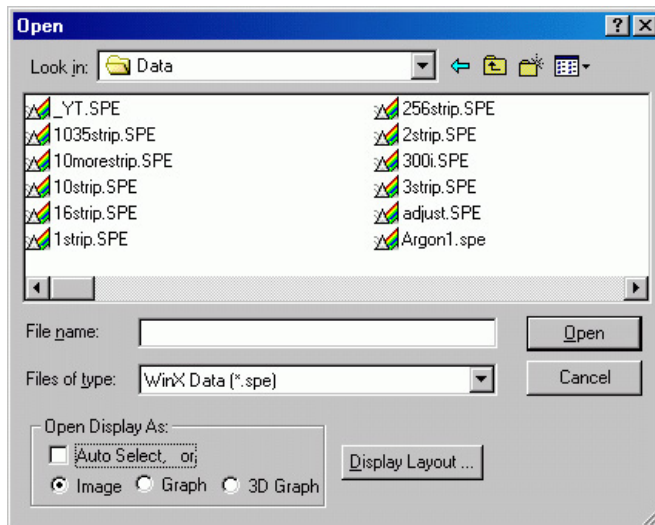 Open
Look in: Data
_YT.SPE
1035strip.SPE
10morestrip.SPE
10strip.SPE
16strip.SPE
1strip.SPE
256strip.SPE
2strip.SPE
300i.SPE
3strip.SPE
adjust.SPE
Argon1.spe
File name:
Open
Files of type: WinX Data (*.spe)
Cancel
Open Display As:
Auto Select, or
Image Graph 3D Graph
Display Layout ...